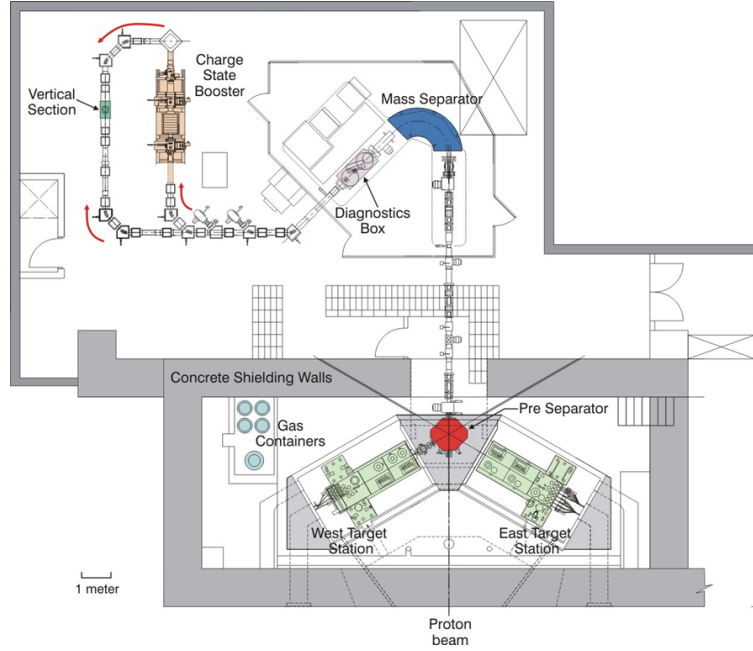 Charge
State
Booster
Vertical
Section
Mass Separator
Diagnostics
Box
Concrete Shielding Walls
Pre Separator
Gas
Containers
West Target
Station
East Target
Station
1 meter
Proton
beam